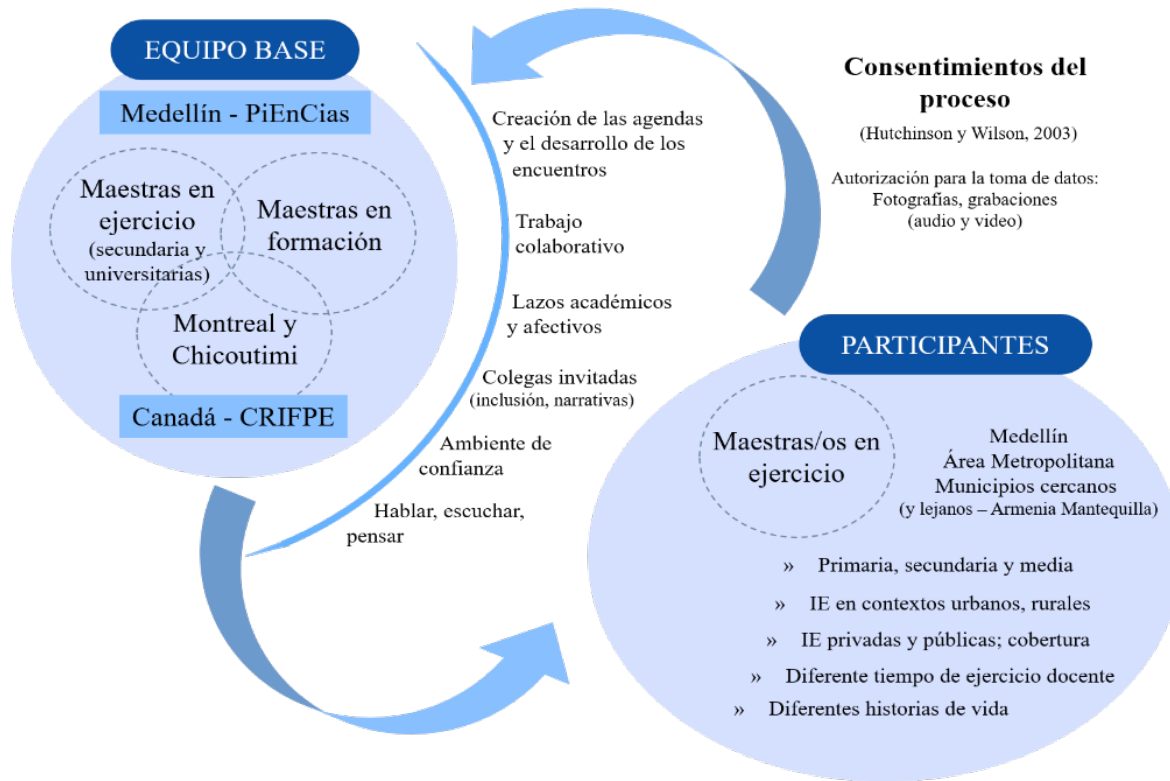 EQUIPO BASE
Medellín - PiEnCias
Maestras en
ejercicio
(secundaria y
universitarias)
Maestras en
formación
Montreal y
Chicoutimi
Canadá - CRIFPE
Creación de las agendas
y el desarrollo de los
encuentros
Trabajo
colaborativo
Lazos académicos
y afectivos
Colegas invitadas
(inclusión, narrativas)
Ambiente de
confianza
Hablar, escuchar,
pensar
Consentimientos del
proceso
(Hutchinson y Wilson, 2003)
Autorización para la toma de datos:
Fotografías, grabaciones
(audio y video)
PARTICIPANTES
Maestras/os en
ejercicio
Medellín
Área Metropolitana
Municipios cercanos
(y lejanos – Armenia Mantequilla)
» Primaria, secundaria y media
» IE en contextos urbanos, rurales
» IE privadas y públicas; cobertura
» Diferente tiempo de ejercicio docente
» Diferentes historias de vida